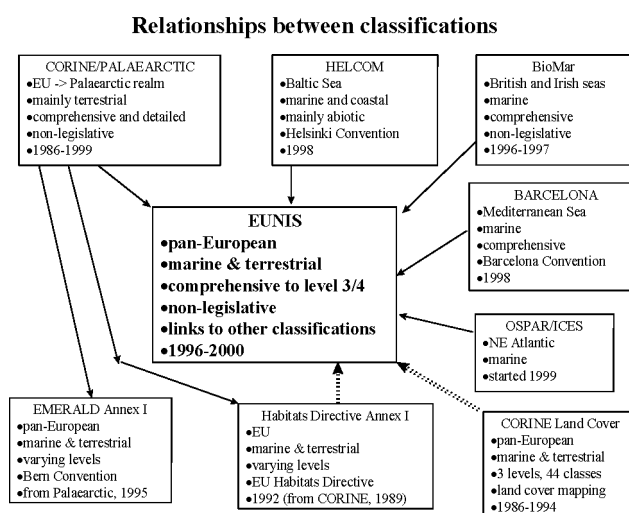 Relationships between classifications
CORINE/PALAEARCTIC
●EU -> Palaearctic realm
●mainly terrestrial
●comprehensive and detailed
●non-legislative
●1986-1999
HELCOM
●Baltic Sea
●marine and coastal
●mainly abiotic
●Helsinki Convention
●1998
BioMar
●British and Irish seas
●marine
●comprehensive
●non-legislative
●1996-1997
EUNIS
●pan-European
●marine & terrestrial
●comprehensive to level 3/4
●non-legislative
●links to other classifications
●1996-2000
BARCELONA
●Mediterranean Sea
●marine
●comprehensive
●Barcelona Convention
●1998
OSPAR/ICES
●NE Atlantic
●marine
●started 1999
EMERALD Annex I
●pan-European
●marine & terrestrial
●varying levels
●Bern Convention
●from Palaearctic, 1995
Habitats Directive Annex I
●EU
●marine & terrestrial
●varying levels
●EU Habitats Directive
●1992 (from CORINE, 1989)
CORINE Land Cover
●pan-European
●marine & terrestrial
●3 levels, 44 classes
●land cover mapping
●1986-1994